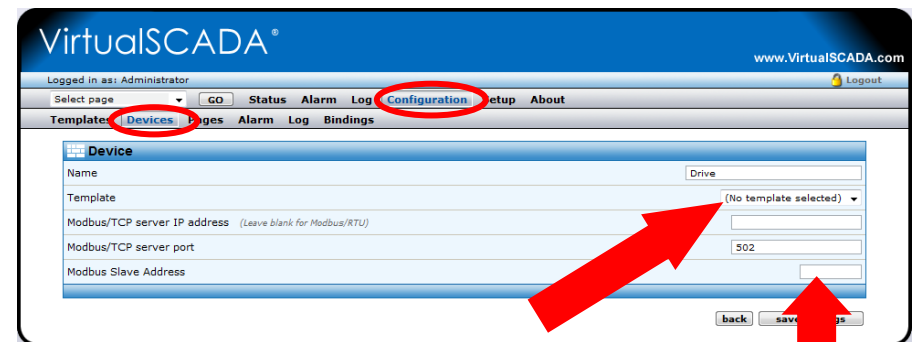 VirtualSCADA®
www.VirtualSCADA.com
Logged in as: Administrator Logout
Select page GO Status Alarm Log Configuration Setup About
Templates Devices Pages Alarm Log Bindings
Device
Name Drive
Template (No template selected)
Modbus/TCP server IP address (Leave blank for Modbus/RTU)
Modbus/TCP server port 502
Modbus Slave Address
back